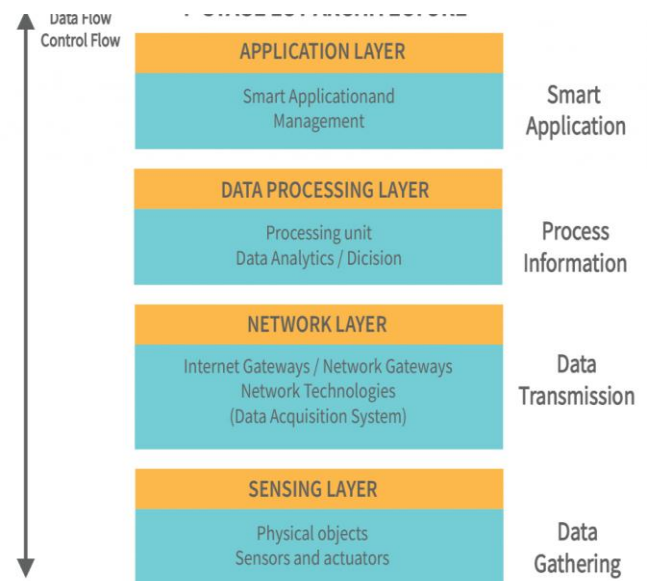 Data Flow
Control Flow
APPLICATION LAYER
Smart Applicationand
Management
Smart
Application
DATA PROCESSING LAYER
Processing unit
Data Analytics / Dicision
Process
Information
NETWORK LAYER
Internet Gateways / Network Gateways
Network Technologies
(Data Acquisition System)
Data
Transmission
SENSING LAYER
Physical objects
Sensors and actuators
Data
Gathering